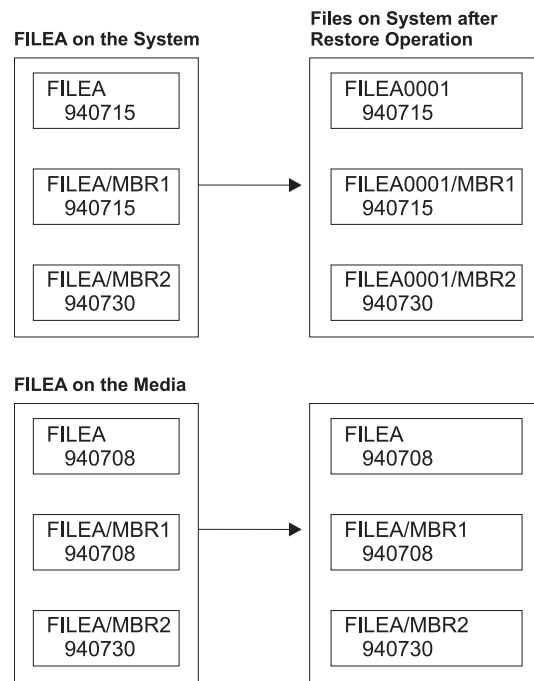 FILEA on the System
Files on System after
Restore Operation
FILEA
940715
FILEA/MBR1
940715
FILEA/MBR2
940730
FILEA0001
940715
FILEA0001/MBR1
940715
FILEA0001/MBR2
940730
FILEA on the Media
FILEA
940708
FILEA/MBR1
940708
FILEA/MBR2
940730
FILEA
940708
FILEA/MBR1
940708
FILEA/MBR2
940730